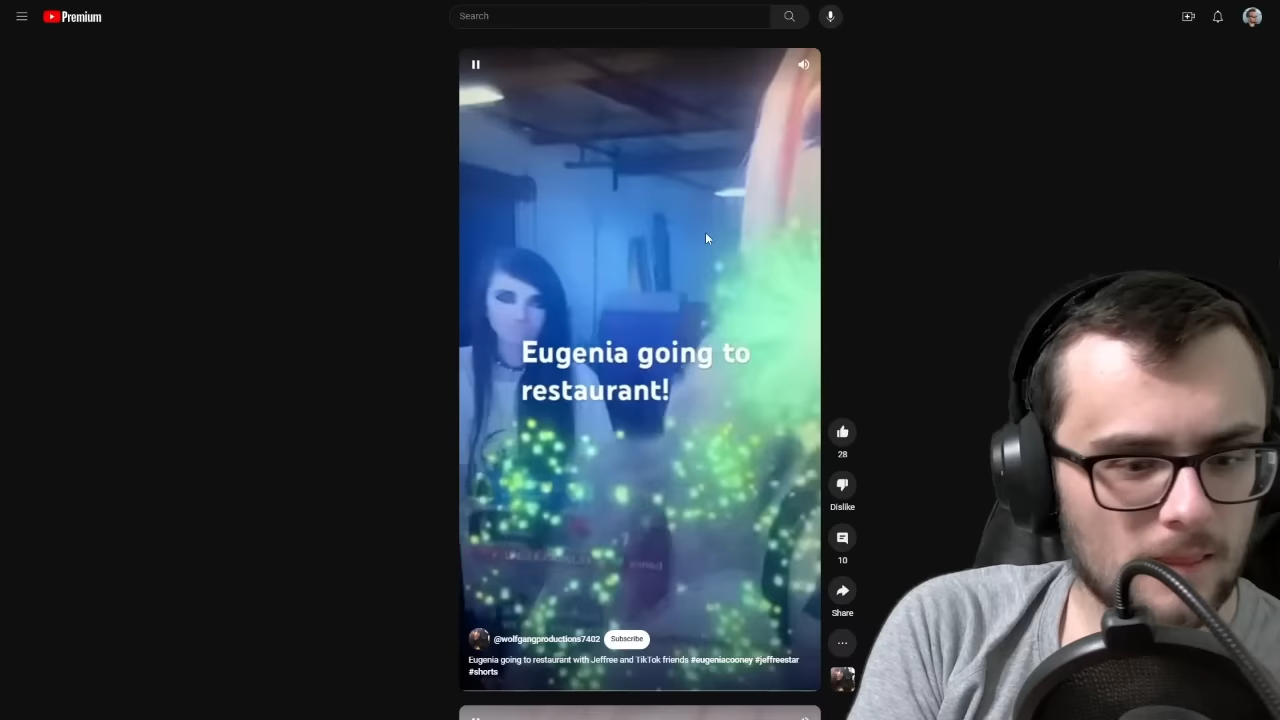 Premium
Search
Eugenia going to
restaurant!
28
Dislike
10
Share
@wolfgangproductions7402 Subscribe
Eugenia going to restaurant with Jeffree and TikTok friends #eugeniacooney #jeffreestar
#shorts